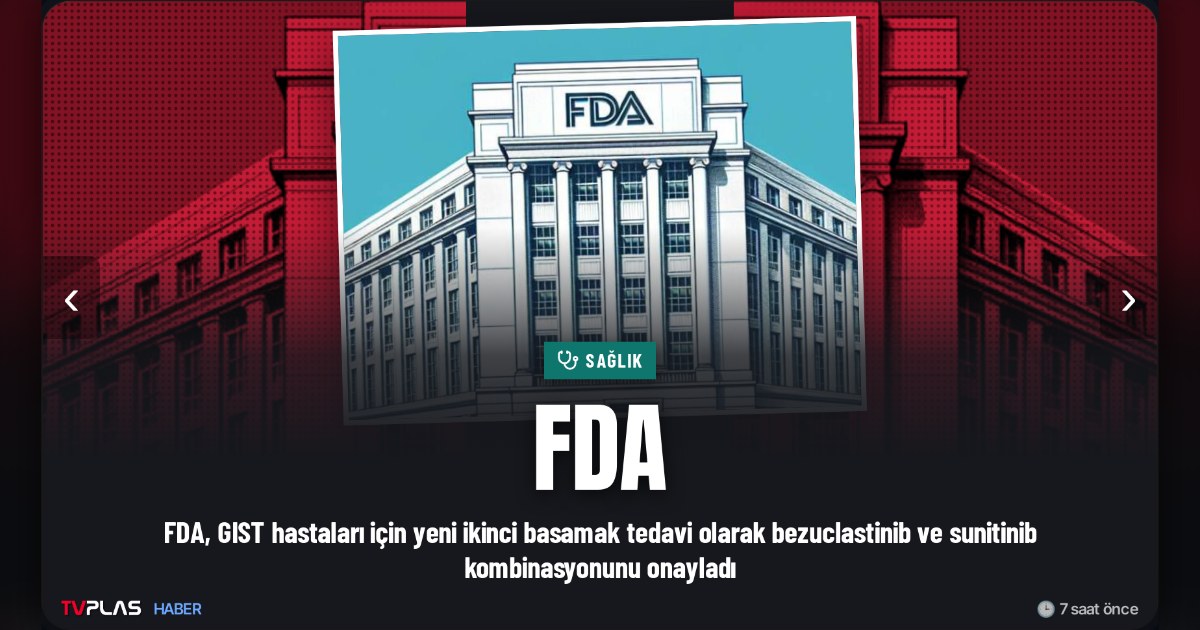 FDA
SAĞLIK
FDA
FDA, GIST hastaları için yeni ikinci basamak tedavi olarak bezuclastinib ve sunitinib
kombinasyonunu onayladı
TVPLAS HABER
7 saat önce